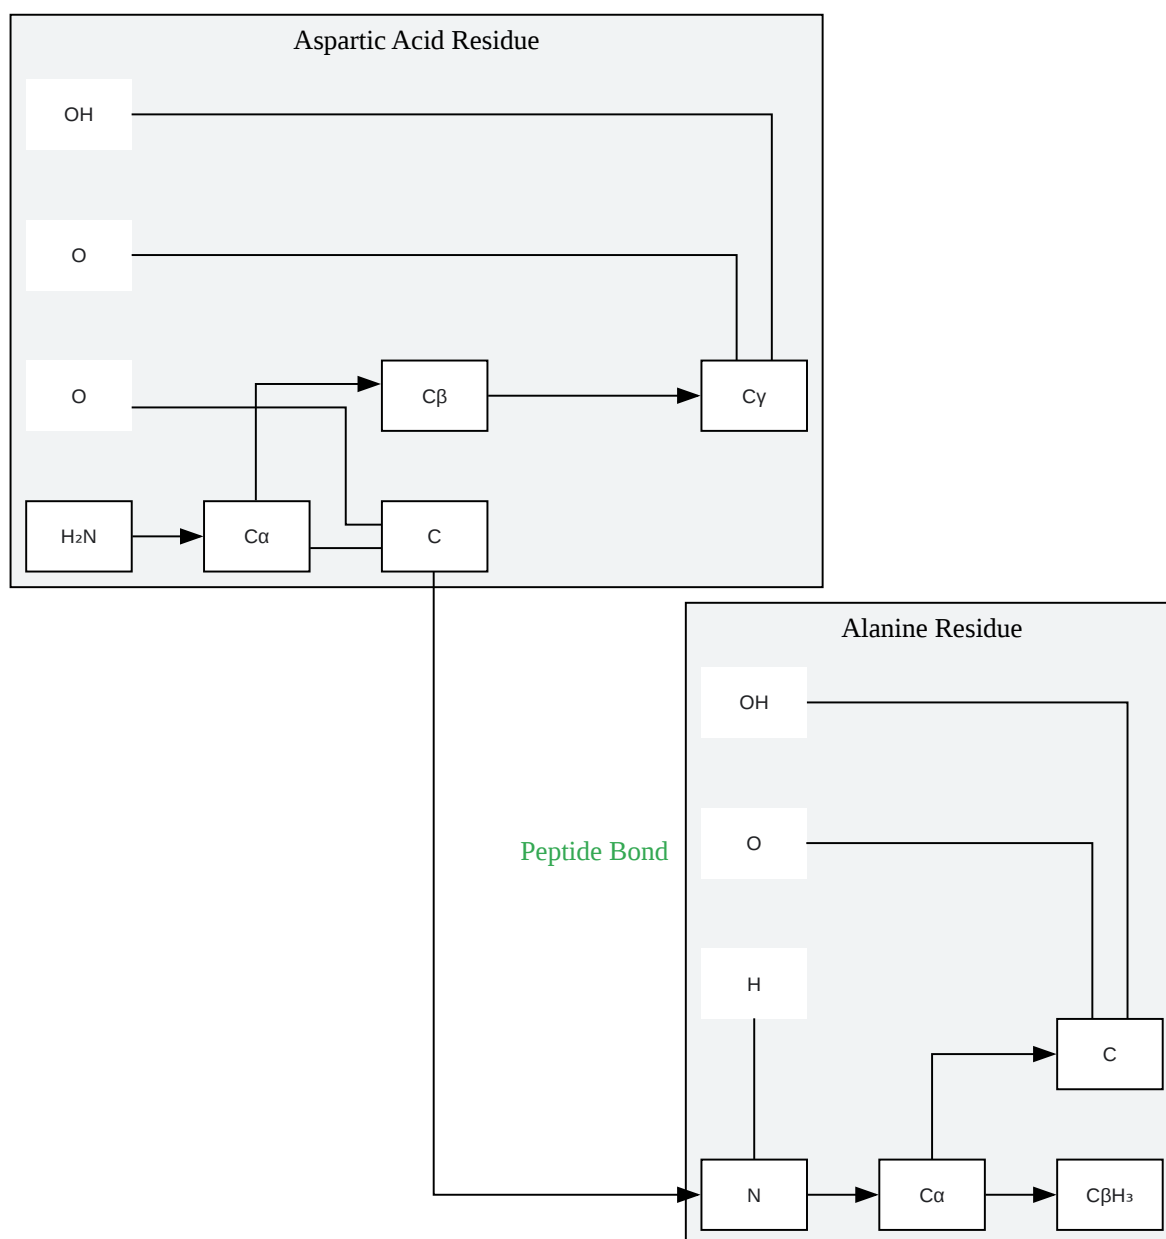 Aspartic Acid Residue
OH
O
O
Cβ
Cγ
H₂N
Cα
C
Alanine Residue
OH
Peptide Bond
O
H
C
N
Cα
CβH₃